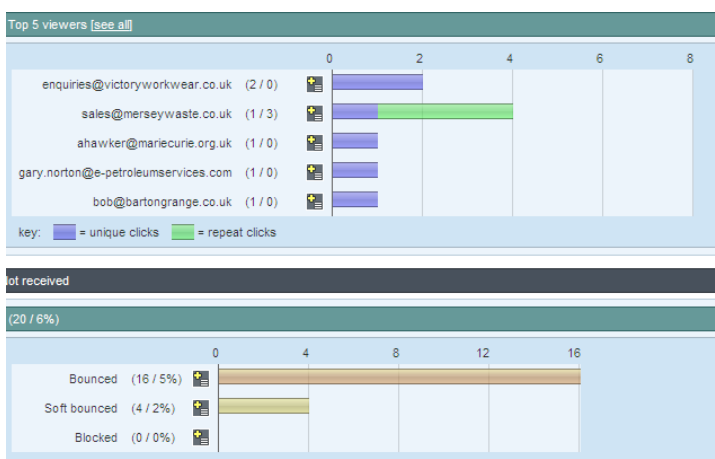 Top 5 viewers [see all]
0 2 4 6 8
enquiries@victoryworkwear.co.uk (2 / 0)
sales@merseywaste.co.uk (1 / 3)
ahawker@mariecurie.org.uk (1 / 0)
gary.norton@e-petroleumservices.com (1 / 0)
bob@bartongrange.co.uk (1 / 0)
key: = unique clicks = repeat clicks
ot received
(20 / 6%)
0 4 8 12 16
Bounced (16 / 5%)
Soft bounced (4 / 2%)
Blocked (0 / 0%)